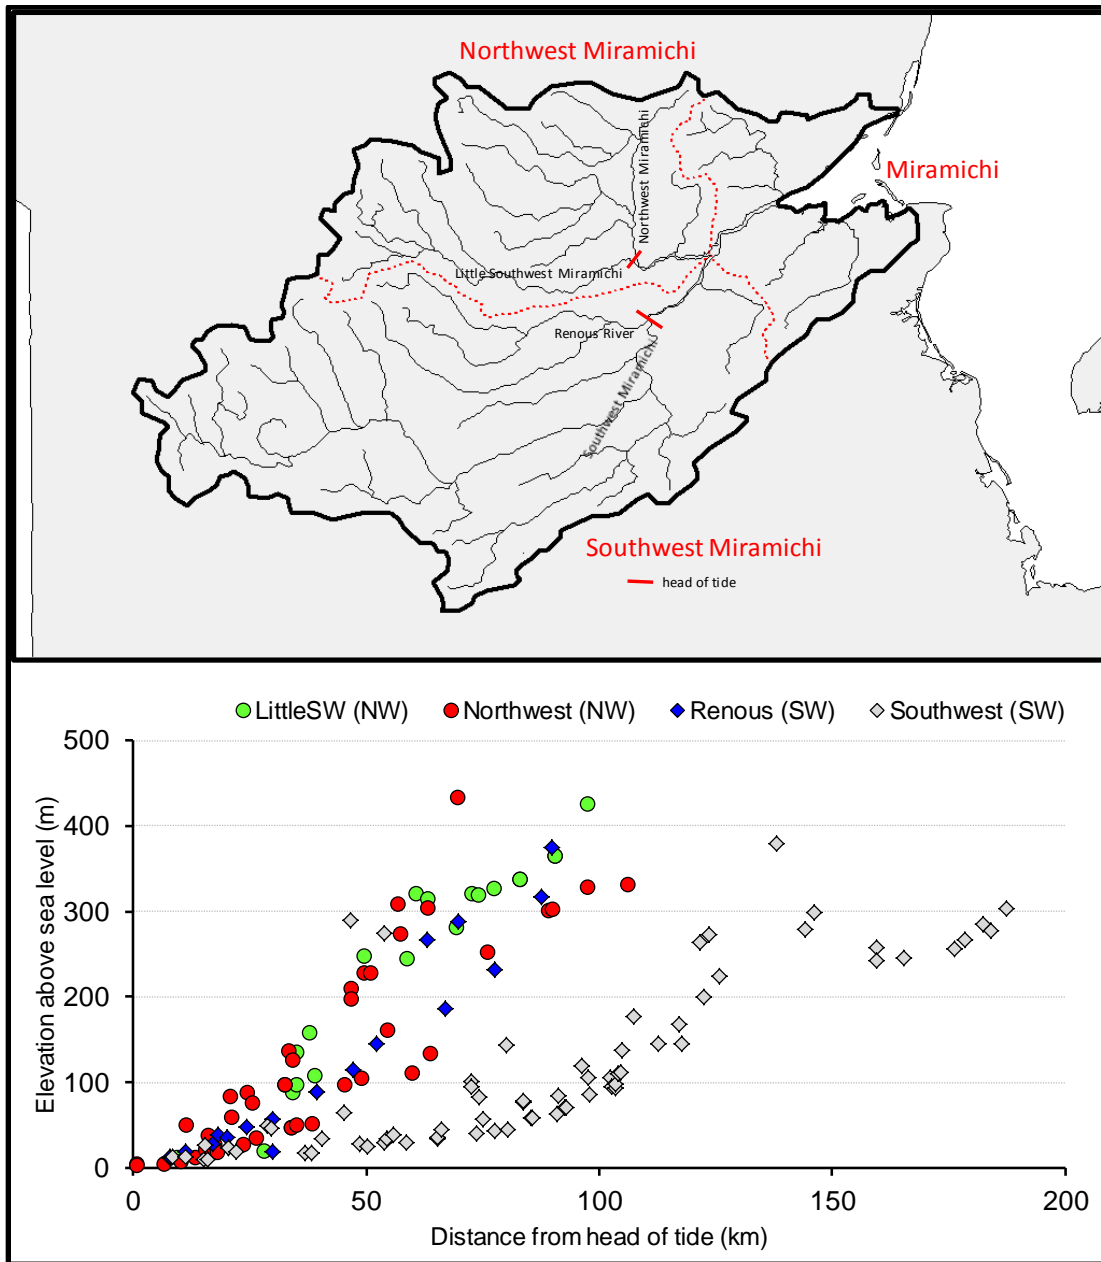 Northwest Miramichi
Northwest Miramichi
Miramichi
Little Southwest Miramichi
Renous River
Southwest Miramichi
Southwest Miramichi
head of tide
LittleSW (NW) Northwest (NW) Renous (SW) Southwest (SW)
500
400
300
200
100
0
Elevation above sea level (m)
0 50 100 150 200
Distance from head of tide (km)